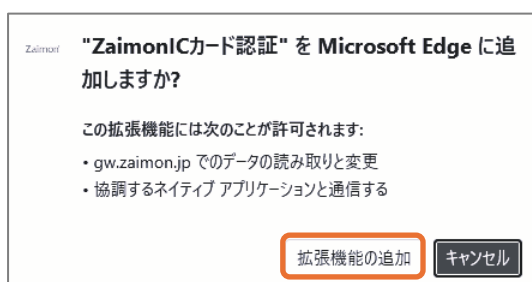 Zaimon
"ZaimonICカード認証" を Microsoft Edge に追
加しますか?
この拡張機能には次のことが許可されます:
• gw.zaimon.jp でのデータの読み取りと変更
• 協調するネイティブ アプリケーションと通信する
拡張機能の追加 キャンセル